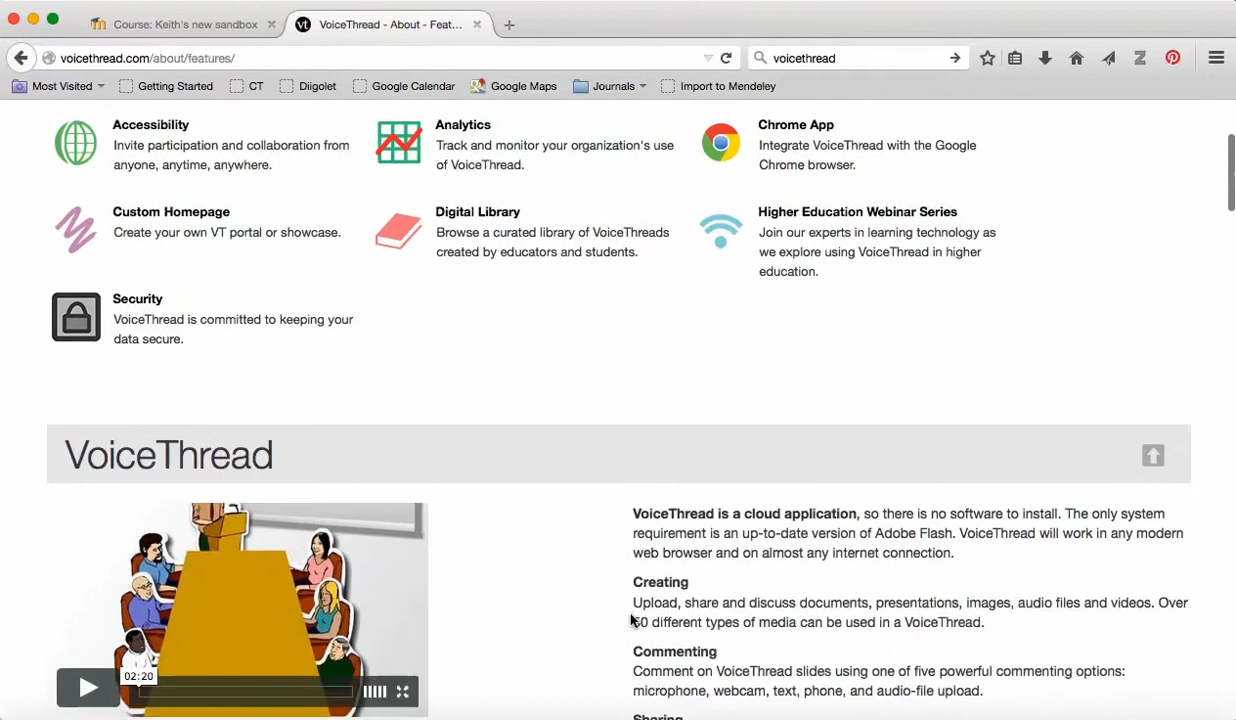 Course: Keith's new sandbox
vt VoiceThread - About - Feat...
voicethread.com/about/features/
voicethread
Most Visited Getting Started CT Diigolet Google Calendar Google Maps Journals Import to Mendeley
Accessibility
Invite participation and collaboration from
anyone, anytime, anywhere.
Analytics
Track and monitor your organization's use
of VoiceThread.
Chrome App
Integrate VoiceThread with the Google
Chrome browser.
Custom Homepage
Create your own VT portal or showcase.
Digital Library
Browse a curated library of VoiceThreads
created by educators and students.
Higher Education Webinar Series
Join our experts in learning technology as
we explore using VoiceThread in higher
education.
Security
VoiceThread is committed to keeping your
data secure.
VoiceThread
02:20
VoiceThread is a cloud application, so there is no software to install. The only system
requirement is an up-to-date version of Adobe Flash. VoiceThread will work in any modern
web browser and on almost any internet connection.
Creating
Upload, share and discuss documents, presentations, images, audio files and videos. Over
different types of media can be used in a VoiceThread.
Commenting
Comment on VoiceThread slides using one of five powerful commenting options:
microphone, webcam, text, phone, and audio-file upload.
Sharing